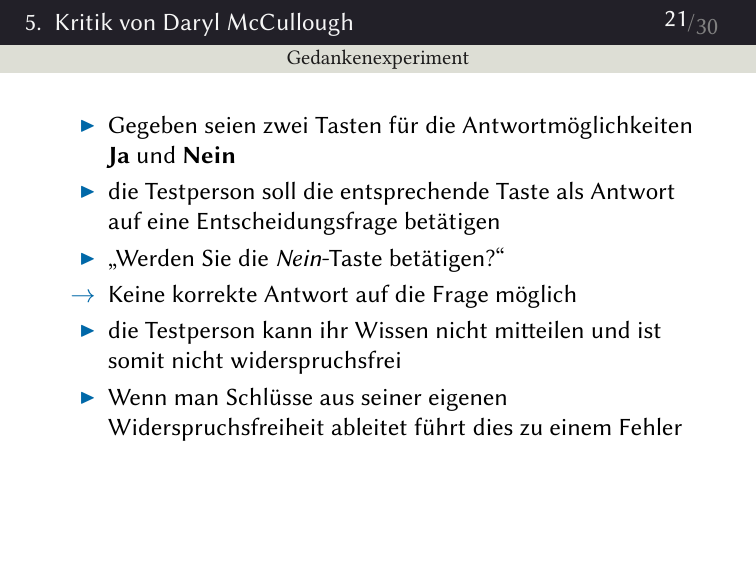 5. Kritik von Daryl McCullough 21/30
Gedankenexperiment
▶ Gegeben seien zwei Tasten für die Antwortmöglichkeiten
Ja und Nein
▶ die Testperson soll die entsprechende Taste als Antwort
auf eine Entscheidungsfrage betätigen
▶ „Werden Sie die Nein-Taste betätigen?“
→ Keine korrekte Antwort auf die Frage möglich
▶ die Testperson kann ihr Wissen nicht mitteilen und ist
somit nicht widerspruchsfrei
▶ Wenn man Schlüsse aus seiner eigenen
Widerspruchsfreiheit ableitet führt dies zu einem Fehler